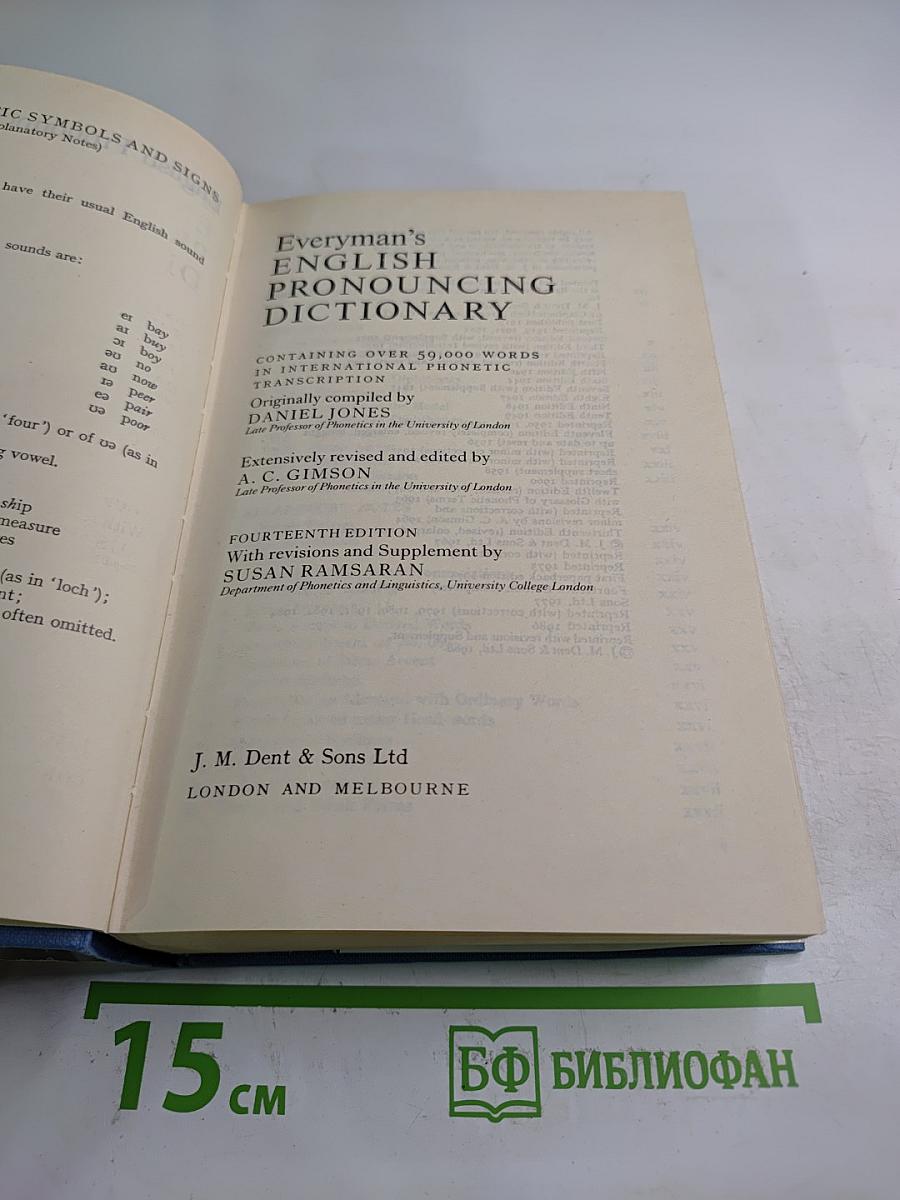 IC SYMBOLS AND SIGNS
planatory Notes)
have their usual English sound
sounds are:
eɪ bay
aɪ buy
ɔɪ boy
əʊ no
aʊ now
ɪə peer
eə pair
ʊə poor
'four') or of ʊə (as in
g vowel.
ship
measure
es
(as in 'loch');
nt;
often omitted.
Everyman's
ENGLISH
PRONOUNCING
DICTIONARY
CONTAINING OVER 59,000 WORDS
IN INTERNATIONAL PHONETIC
TRANSCRIPTION
Originally compiled by
DANIEL JONES
Late Professor of Phonetics in the University of London
Extensively revised and edited by
A. C. GIMSON
Late Professor of Phonetics in the University of London
FOURTEENTH EDITION
With revisions and Supplement by
SUSAN RAMSARAN
Department of Phonetics and Linguistics, University College London
J. M. Dent & Sons Ltd
LONDON AND MELBOURNE
15 см
БФ БИБЛИОФАН